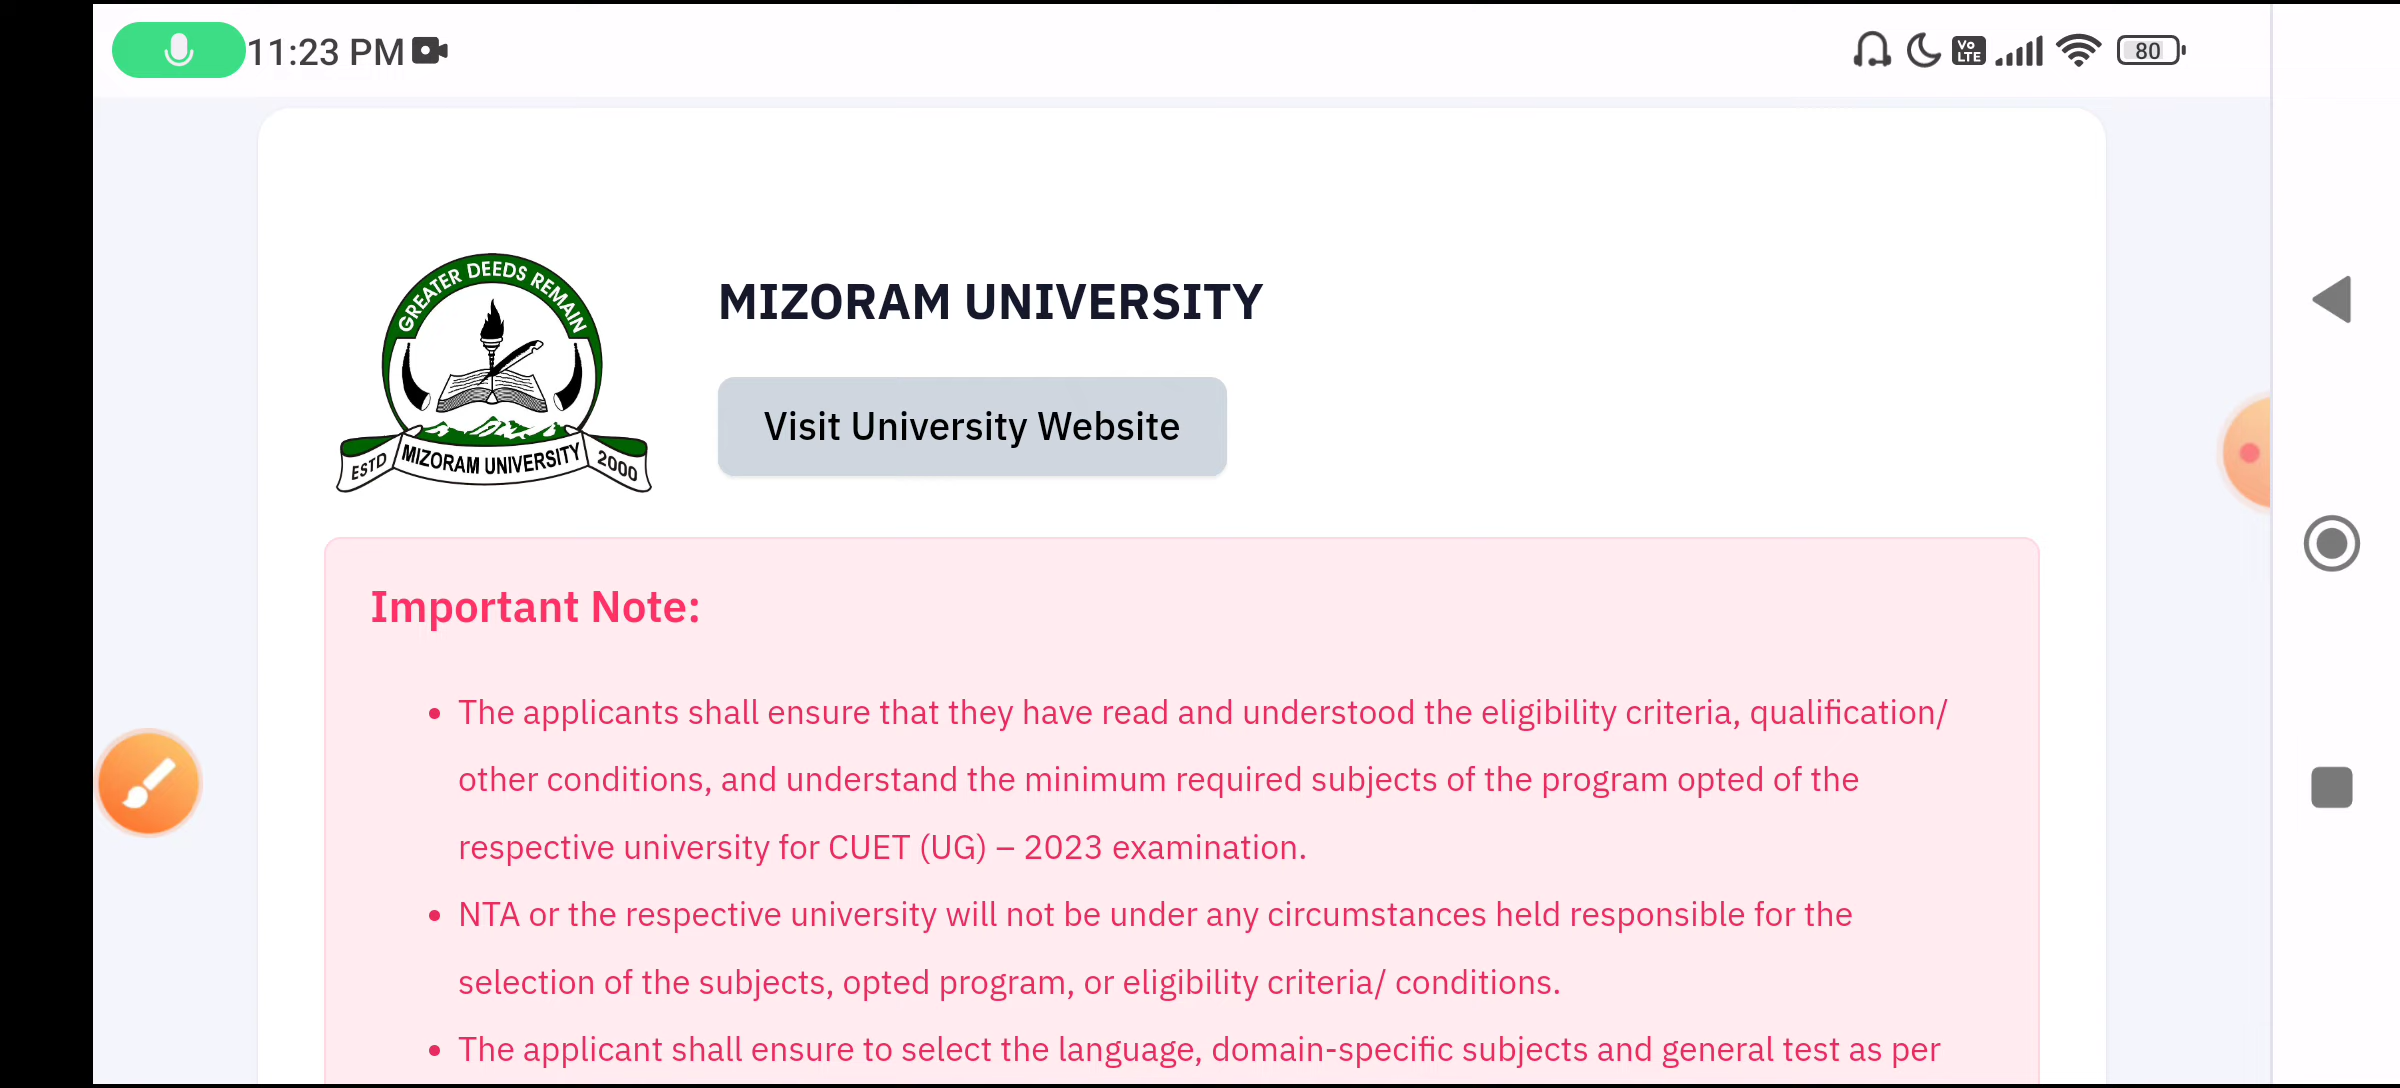 11:23 PM
Vo LTE
80
GREATER DEEDS REMAIN
ESTD MIZORAM UNIVERSITY 2000
MIZORAM UNIVERSITY
Visit University Website
Important Note:
• The applicants shall ensure that they have read and understood the eligibility criteria, qualification/
other conditions, and understand the minimum required subjects of the program opted of the
respective university for CUET (UG) – 2023 examination.
• NTA or the respective university will not be under any circumstances held responsible for the
selection of the subjects, opted program, or eligibility criteria/ conditions.
• The applicant shall ensure to select the language, domain-specific subjects and general test as per